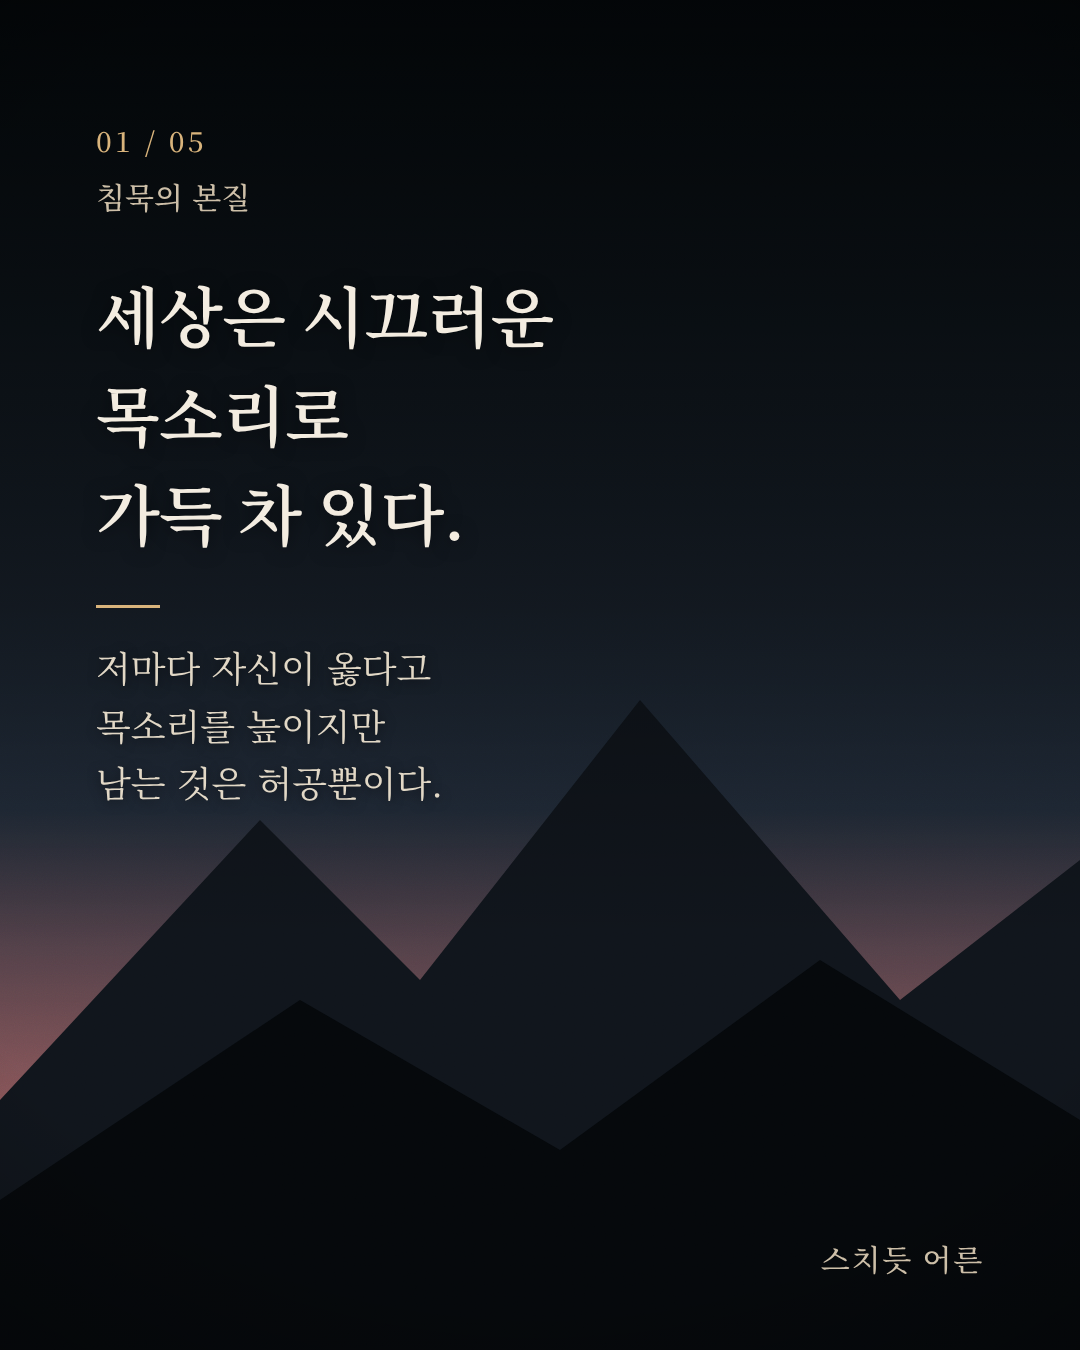 01 / 05
침묵의 본질
세상은 시끄러운
목소리로
가득 차 있다.
저마다 자신이 옳다고
목소리를 높이지만
남는 것은 허공뿐이다.
스치듯 어른